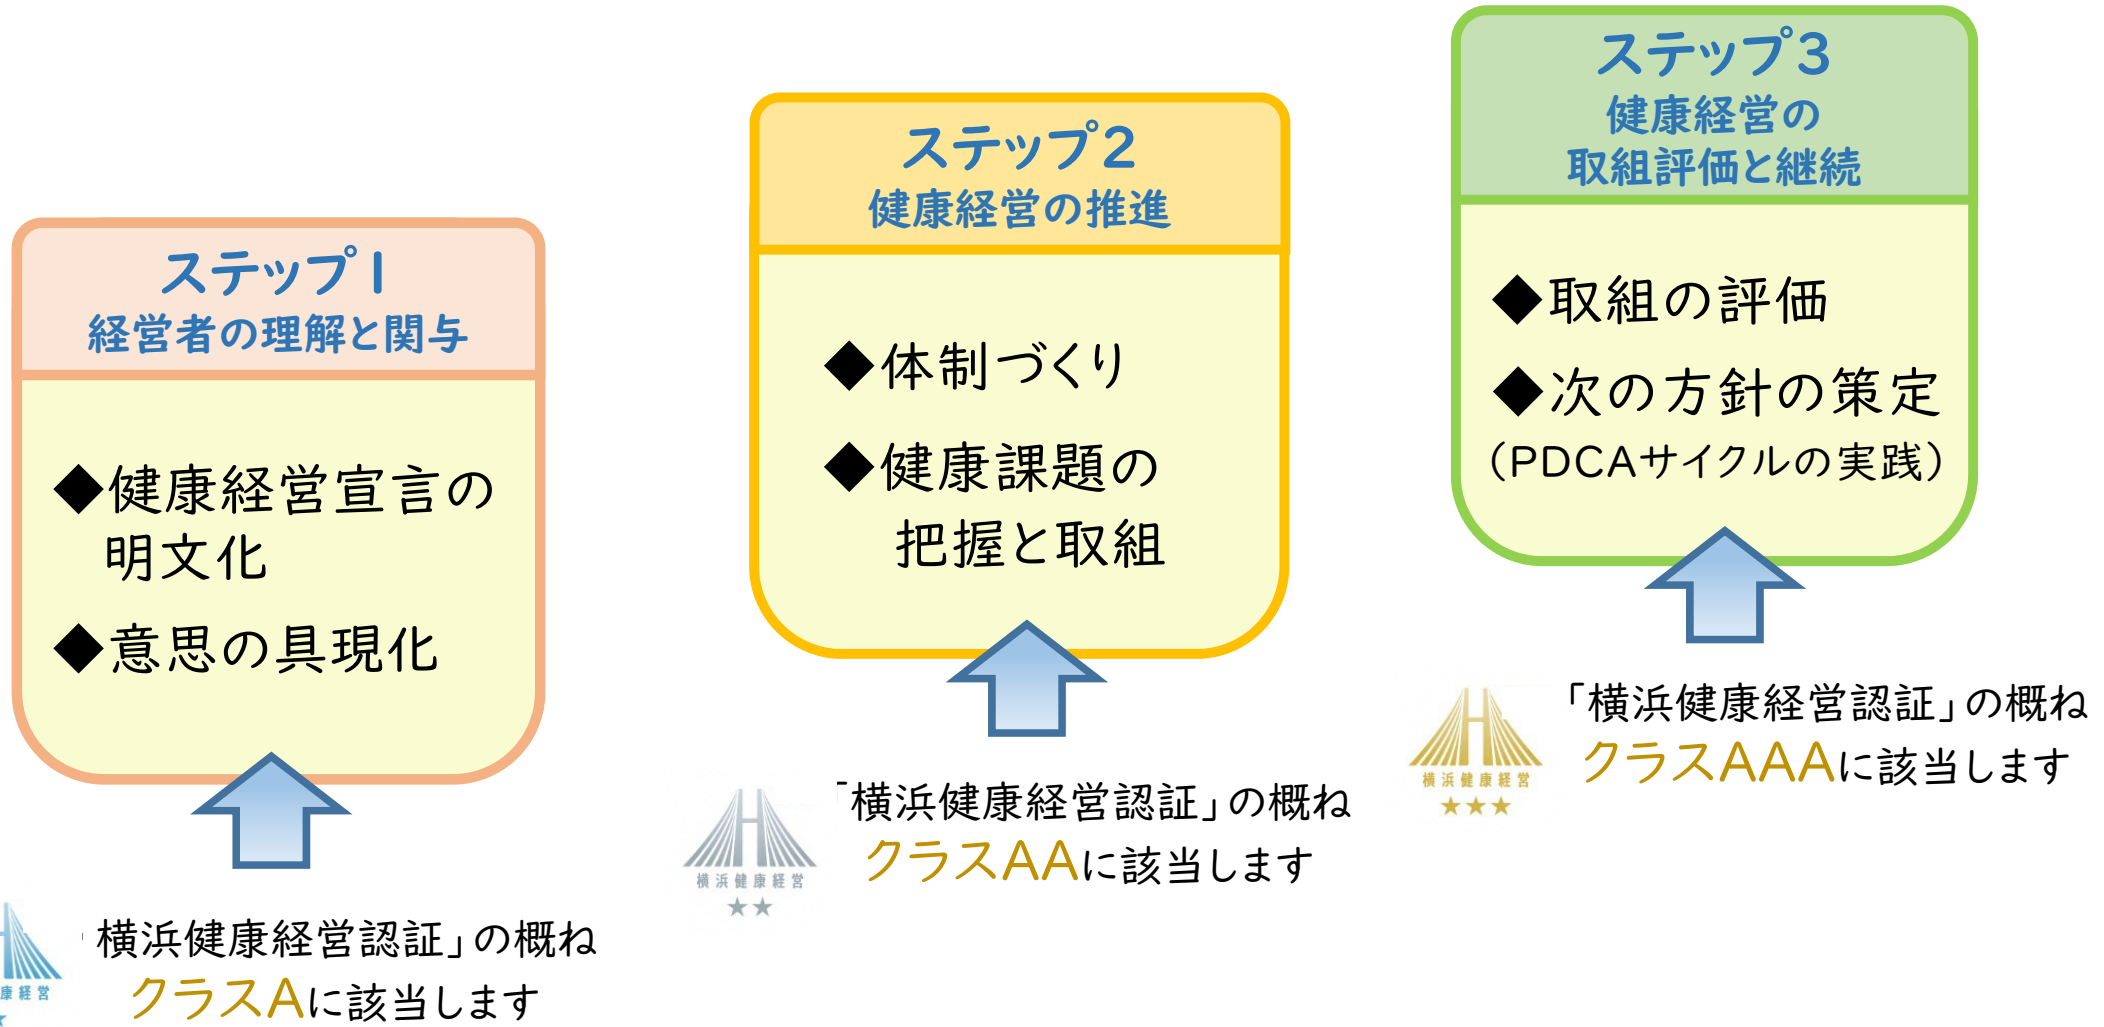 ステップ1
経営者の理解と関与
◆健康経営宣言の
明文化
◆意思の具現化
横浜健康経営認証」の概ね
クラスAに該当します
康経営
★
ステップ2
健康経営の推進
◆体制づくり
◆健康課題の
把握と取組
「横浜健康経営認証」の概ね
クラスAAに該当します
横浜健康経営
★★
ステップ3
健康経営の
取組評価と継続
◆取組の評価
◆次の方針の策定
(PDCAサイクルの実践)
「横浜健康経営認証」の概ね
クラスAAAに該当します
横浜健康経営
★★★